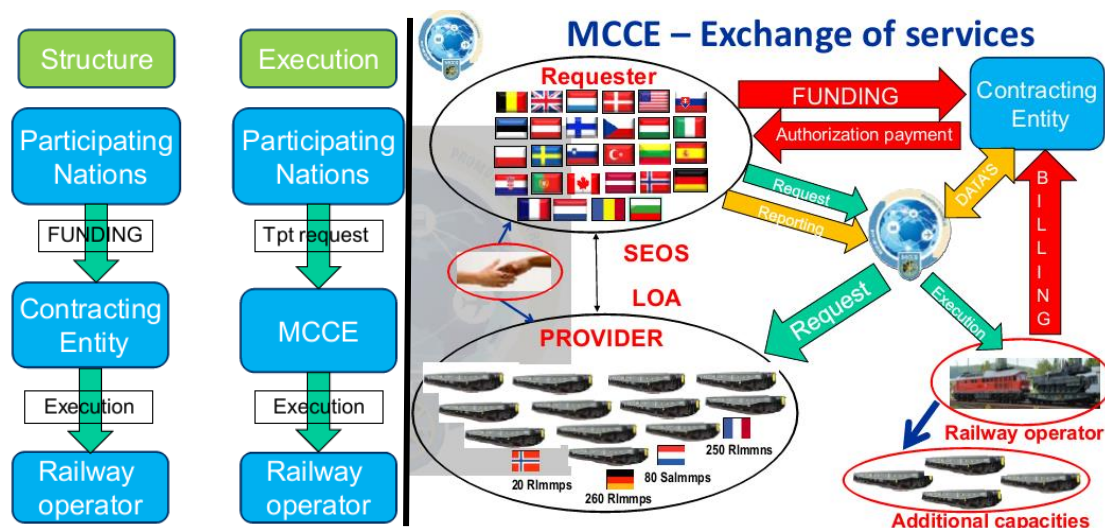 Structure
Participating
Nations
FUNDING
Contracting
Entity
Execution
Railway
operator
Execution
Participating
Nations
Tpt request
MCCE
Execution
Railway
operator
MCCE – Exchange of services
Requester
FUNDING
Authorization payment
Contracting
Entity
Request
Reporting
DATA'S
BILLING
SEOS
LOA
Request
Execution
PROVIDER
250 Rlmmns
80 Salmmps
20 Rlmmps
260 Rlmmps
Railway operator
Additional capacities